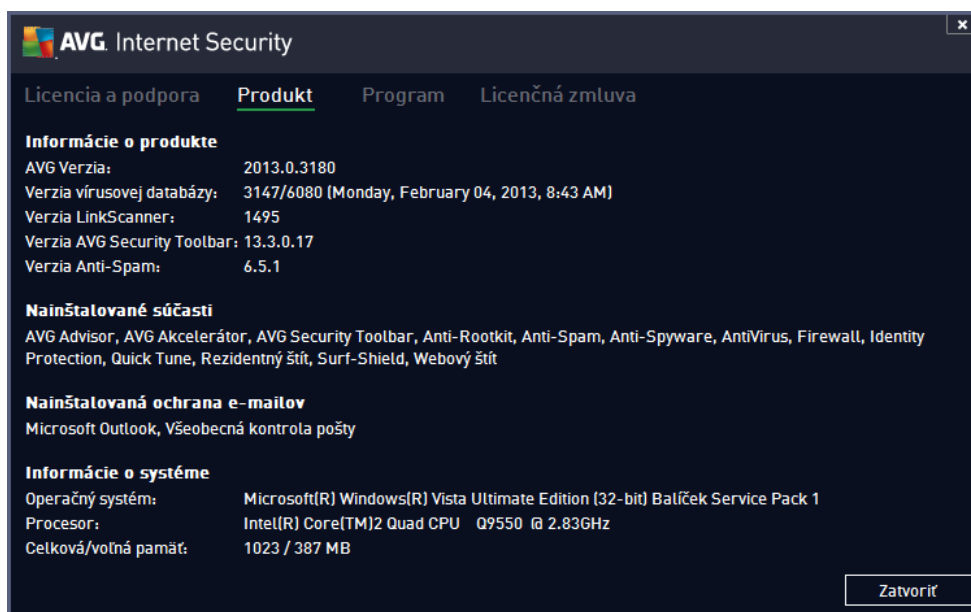 AVG. Internet Security
Licencia a podpora Produkt Program Licenčná zmluva
Informácie o produkte
AVG Verzia: 2013.0.3180
Verzia vírusovej databázy: 3147/6080 (Monday, February 04, 2013, 8:43 AM)
Verzia LinkScanner: 1495
Verzia AVG Security Toolbar: 13.3.0.17
Verzia Anti-Spam: 6.5.1
Nainštalované súčasti
AVG Advisor, AVG Akcelerátor, AVG Security Toolbar, Anti-Rootkit, Anti-Spam, Anti-Spyware, AntiVirus, Firewall, Identity
Protection, Quick Tune, Rezidentný štít, Surf-Shield, Webový štít
Nainštalovaná ochrana e-mailov
Microsoft Outlook, Všeobecná kontrola pošty
Informácie o systéme
Operačný systém: Microsoft(R) Windows(R) Vista Ultimate Edition (32-bit) Balíček Service Pack 1
Procesor: Intel(R) Core(TM)2 Quad CPU Q9550 @ 2.83GHz
Celková/voľná pamäť: 1023 / 387 MB
Zatvoriť